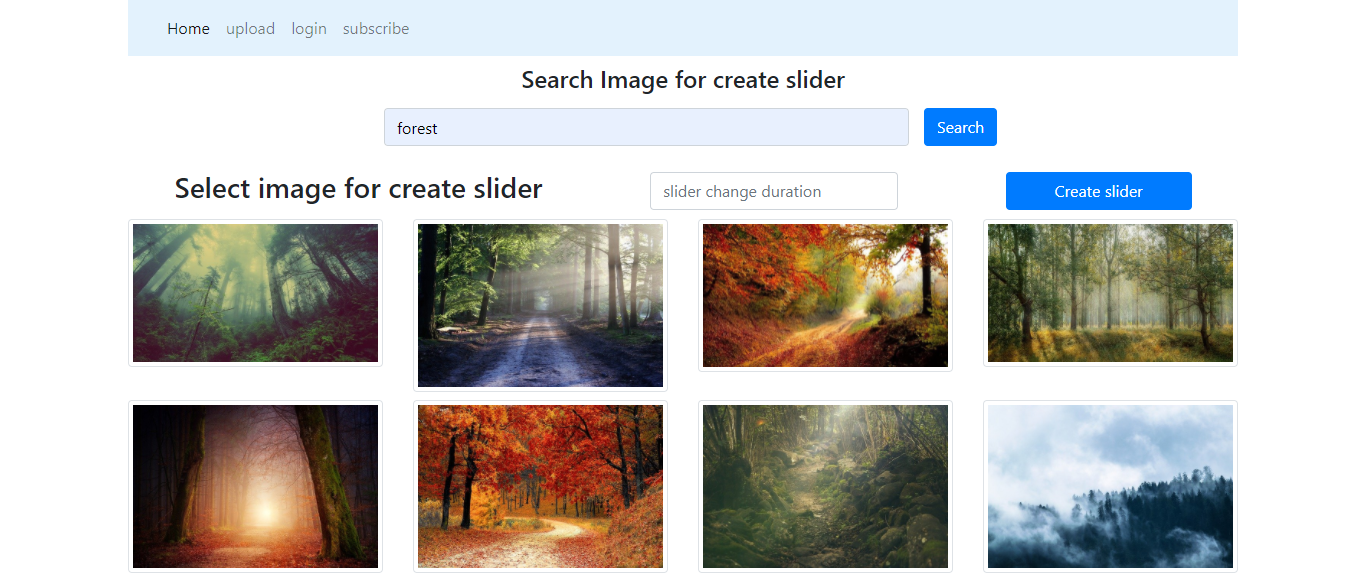 Home upload login subscribe
Search Image for create slider
forest Search
Select image for create slider slider change duration Create slider